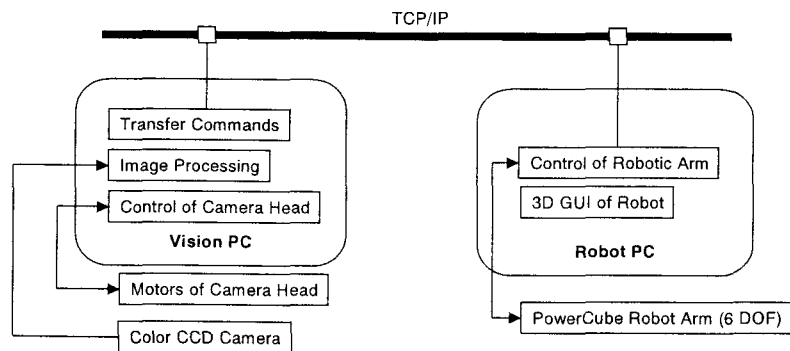 TCP/IP
Transfer Commands
Image Processing
Control of Camera Head
Vision PC
Motors of Camera Head
Color CCD Camera
Control of Robotic Arm
3D GUI of Robot
Robot PC
PowerCube Robot Arm (6 DOF)